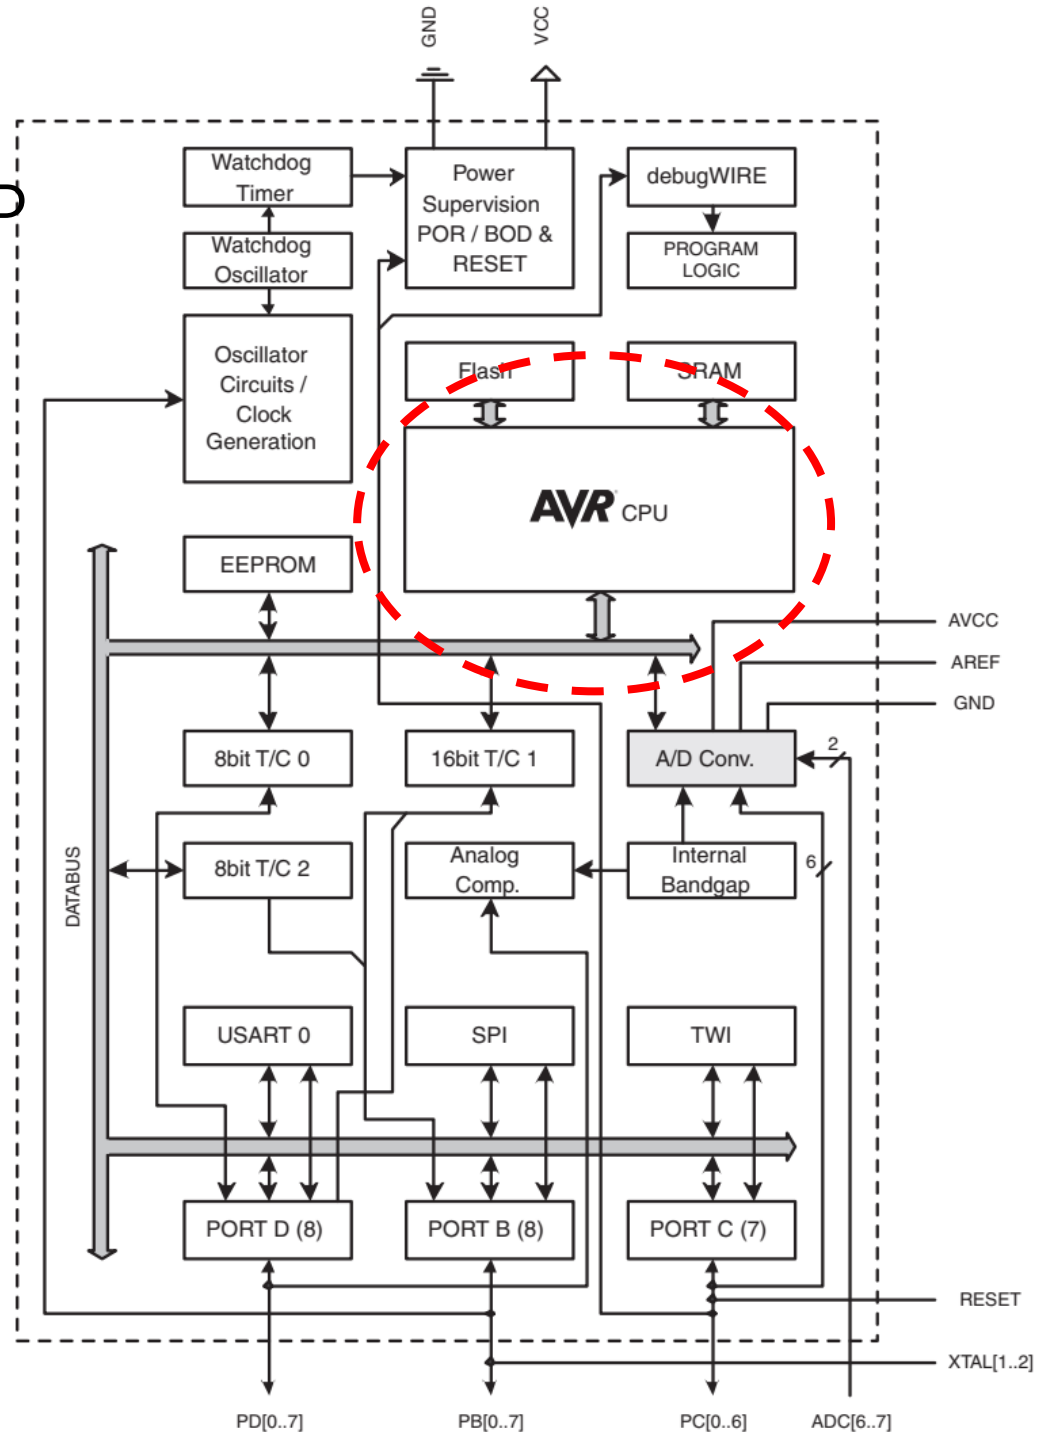 GND
VCC
Watchdog
Timer
Power
Supervision
POR / BOD &
RESET
debugWIRE
D
Watchdog
Oscillator
PROGRAM
LOGIC
Oscillator
Circuits /
Clock
Generation
Flash
SRAM
AVR CPU
EEPROM
AVCC
AREF
GND
8bit T/C 0
16bit T/C 1
A/D Conv.
2
DATABUS
8bit T/C 2
Analog
Comp.
Internal
Bandgap
6
USART 0
SPI
TWI
PORT D (8)
PORT B (8)
PORT C (7)
RESET
XTAL[1..2]
PD[0..7]
PB[0..7]
PC[0..6]
ADC[6..7]